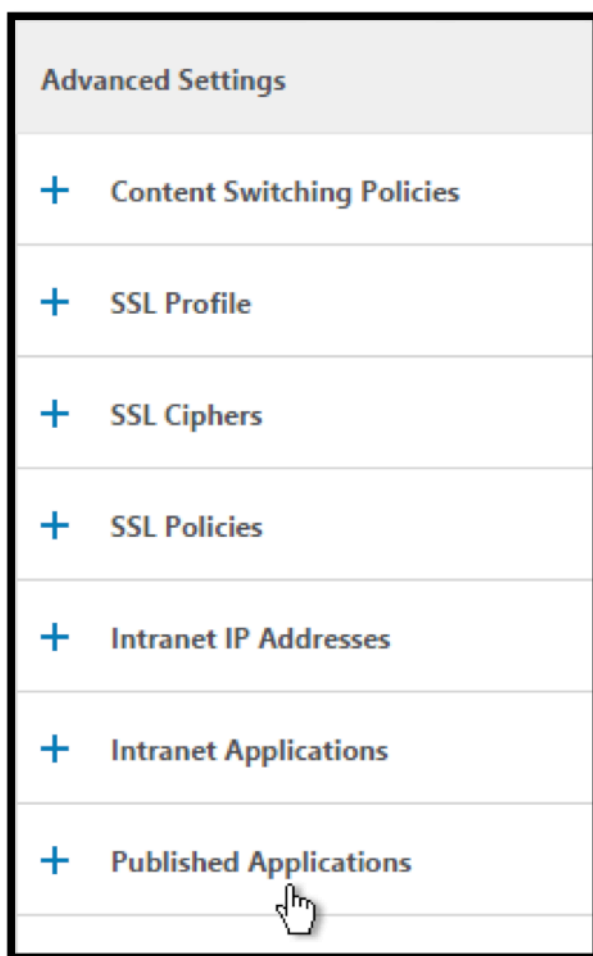 Advanced Settings
+ Content Switching Policies
+ SSL Profile
+ SSL Ciphers
+ SSL Policies
+ Intranet IP Addresses
+ Intranet Applications
+ Published Applications